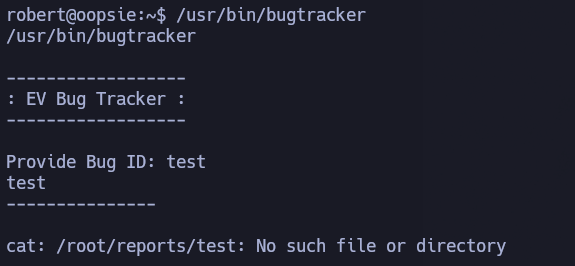 robert@oopsie:~$ /usr/bin/bugtracker
/usr/bin/bugtracker
------------------
: EV Bug Tracker :
------------------
Provide Bug ID: test
test
---------------
cat: /root/reports/test: No such file or directory